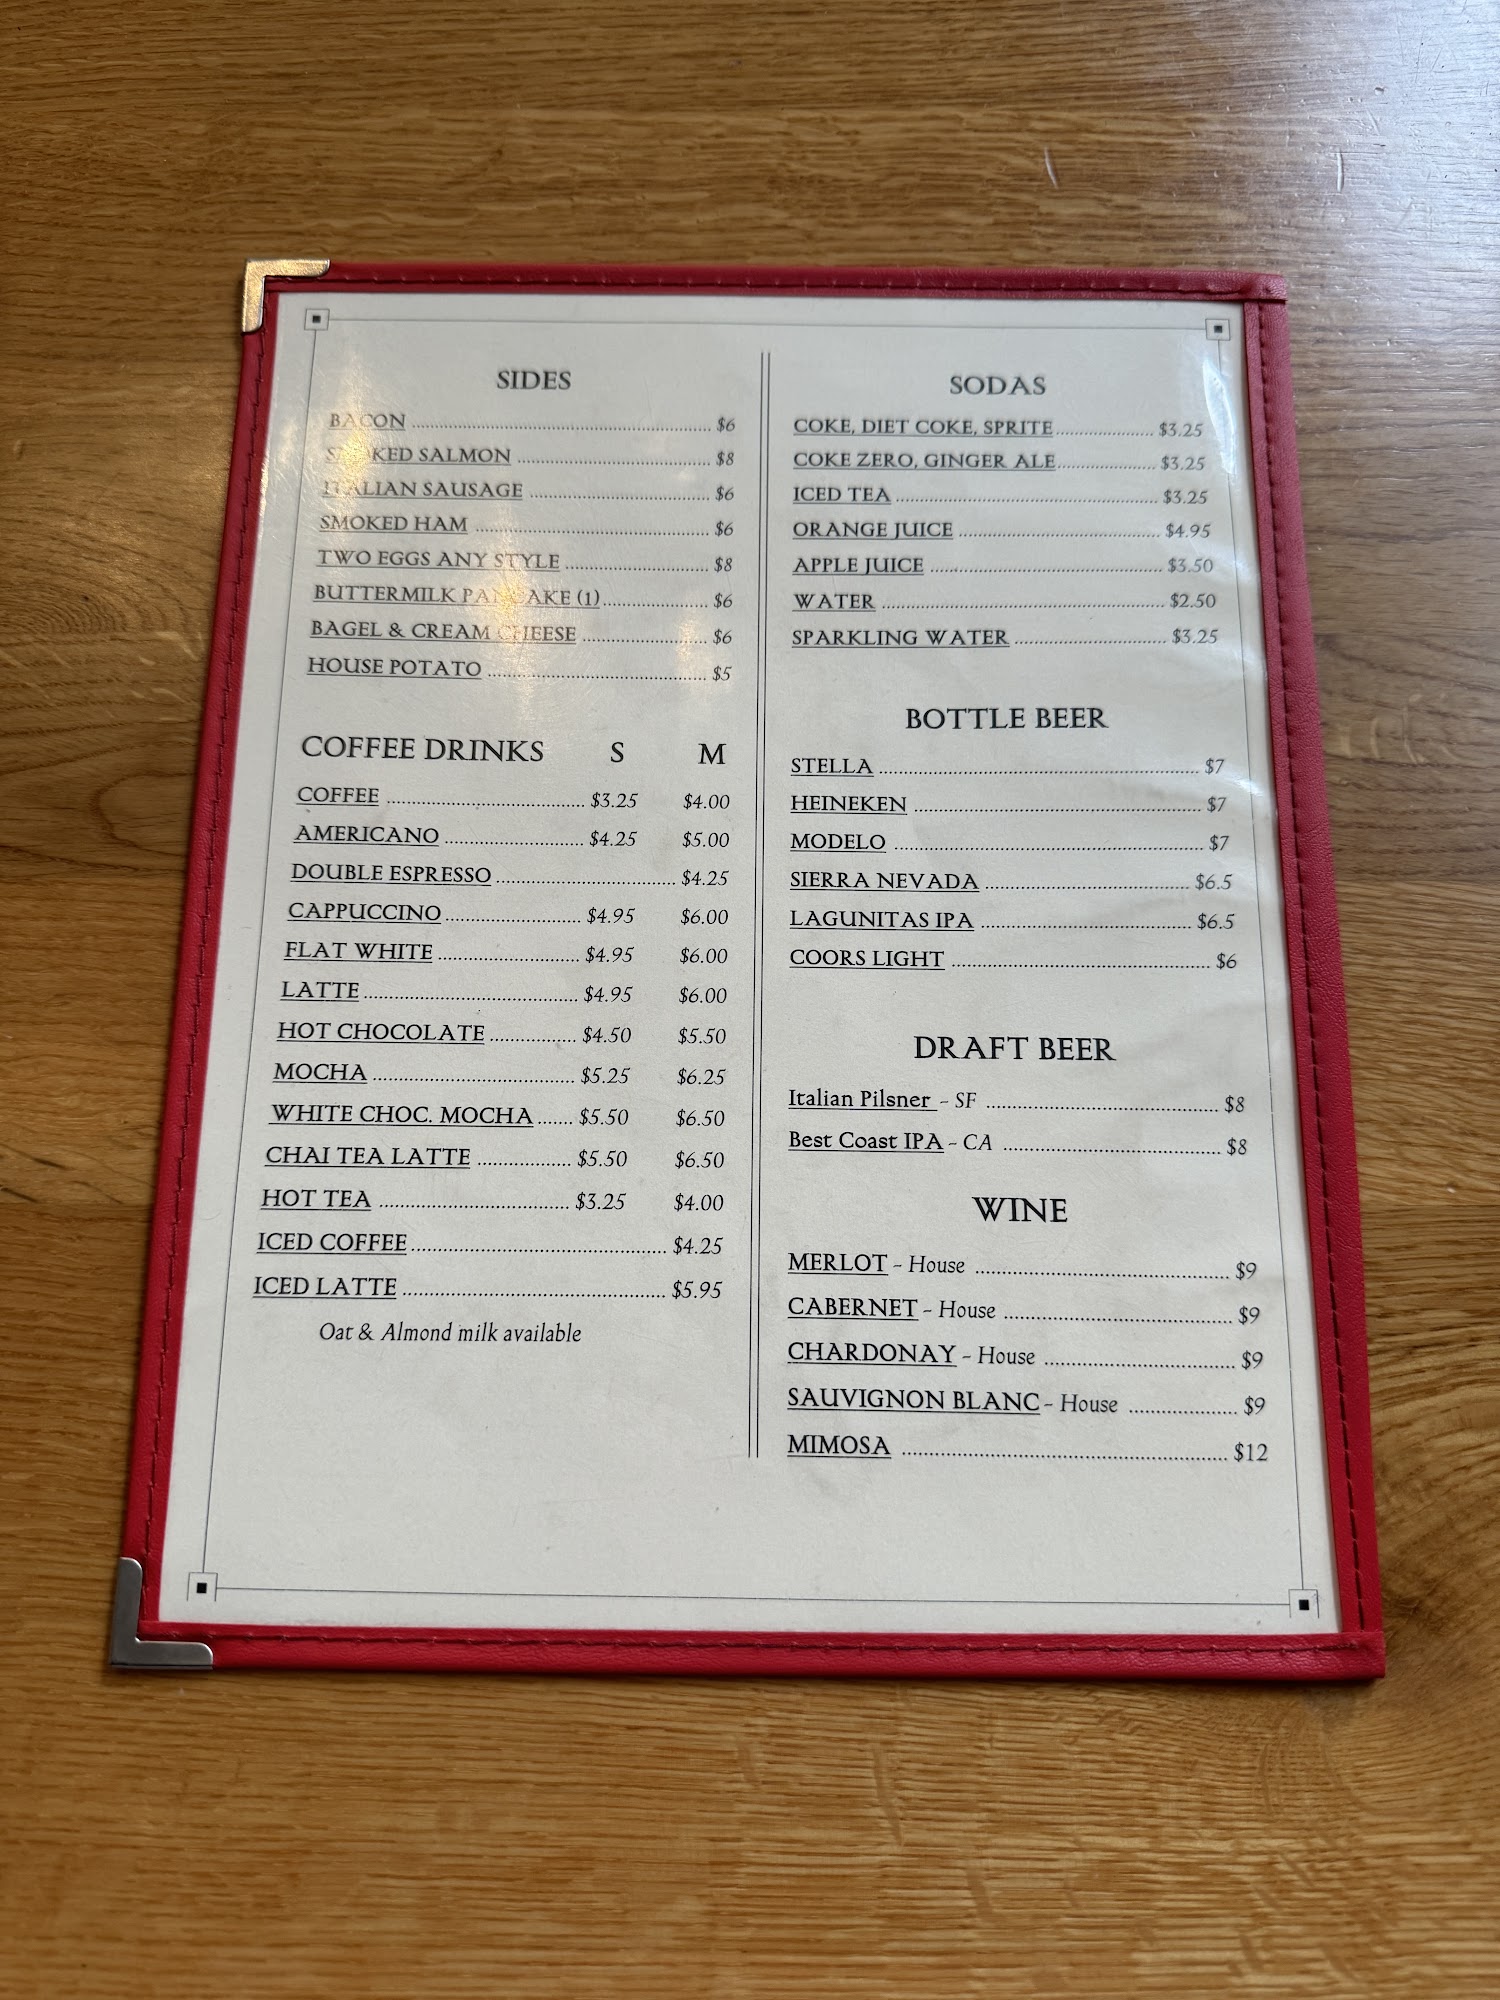 SIDES
BACON $6
SMOKED SALMON $8
ITALIAN SAUSAGE $6
SMOKED HAM $6
TWO EGGS ANY STYLE $8
BUTTERMILK PANCAKE (1) $6
BAGEL & CREAM CHEESE $6
HOUSE POTATO $5
COFFEE DRINKS S M
COFFEE $3.25 $4.00
AMERICANO $4.25 $5.00
DOUBLE ESPRESSO $4.25
CAPPUCCINO $4.95 $6.00
FLAT WHITE $4.95 $6.00
LATTE $4.95 $6.00
HOT CHOCOLATE $4.50 $5.50
MOCHA $5.25 $6.25
WHITE CHOC. MOCHA $5.50 $6.50
CHAI TEA LATTE $5.50 $6.50
HOT TEA $3.25 $4.00
ICED COFFEE $4.25
ICED LATTE $5.95
Oat & Almond milk available
SODAS
COKE, DIET COKE, SPRITE $3.25
COKE ZERO, GINGER ALE $3.25
ICED TEA $3.25
ORANGE JUICE $4.95
APPLE JUICE $3.50
WATER $2.50
SPARKLING WATER $3.25
BOTTLE BEER
STELLA $7
HEINEKEN $7
MODELO $7
SIERRA NEVADA $6.5
LAGUNITAS IPA $6.5
COORS LIGHT $6
DRAFT BEER
Italian Pilsner - SF $8
Best Coast IPA - CA $8
WINE
MERLOT - House $9
CABERNET - House $9
CHARDONAY - House $9
SAUVIGNON BLANC - House $9
MIMOSA $12